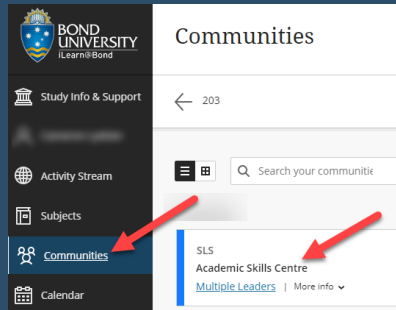 BOND
UNIVERSITY
iLearn@Bond
Study Info & Support
Activity Stream
Subjects
Communities
Calendar
Communities
203
Search your communitie
SLS
Academic Skills Centre
Multiple Leaders | More info